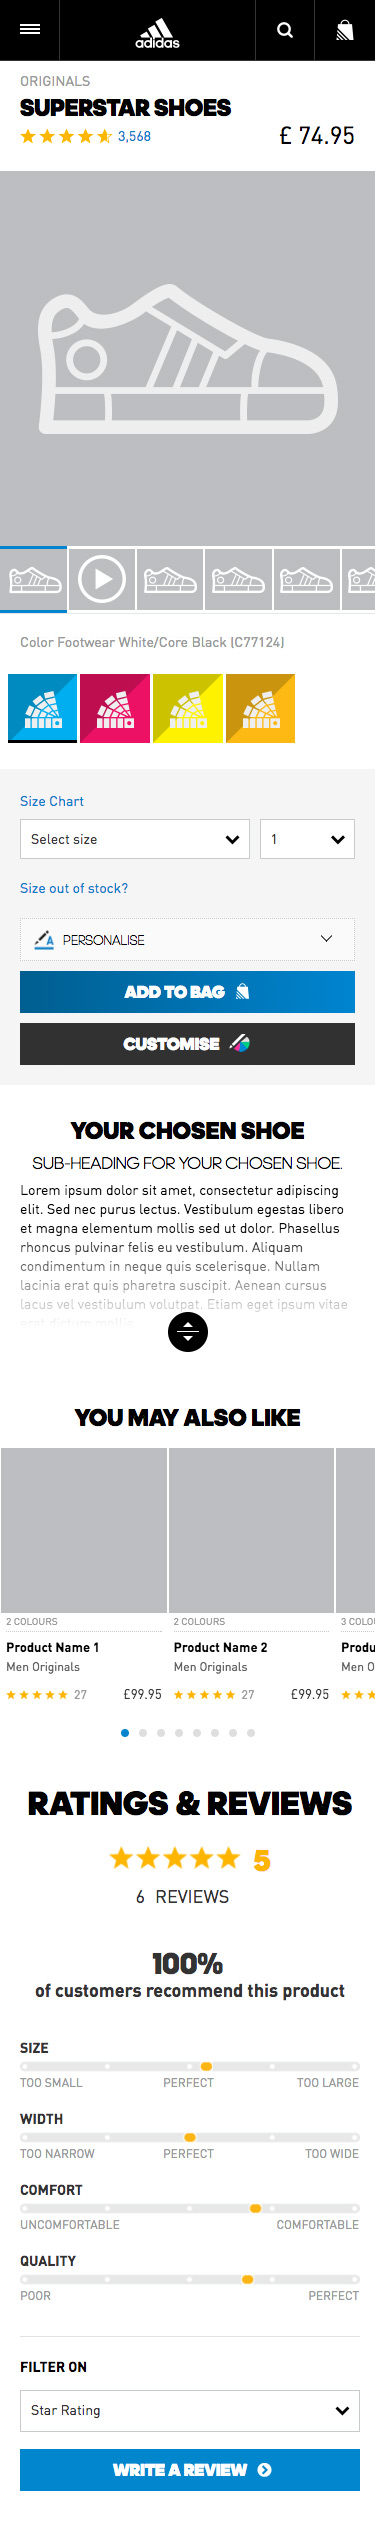 adidas
ORIGINALS
SUPERSTAR SHOES
3,568
£ 74.95
Color Footwear White/Core Black (C77124)
Size Chart
Select size
1
Size out of stock?
PERSONALISE
ADD TO BAG
CUSTOMISE
YOUR CHOSEN SHOE
SUB-HEADING FOR YOUR CHOSEN SHOE.
Lorem ipsum dolor sit amet, consectetur adipiscing
elit. Sed nec purus lectus. Vestibulum egestas libero
et magna elementum mollis sed ut dolor. Phasellus
rhoncus pulvinar felis eu vestibulum. Aliquam
condimentum in neque quis scelerisque. Nullam
lacinia erat quis pharetra suscipit. Aenean cursus
lacus vel vestibulum volutpat. Etiam eget ipsum vitae
erat dictum mollis.
YOU MAY ALSO LIKE
2 COLOURS
Product Name 1
Men Originals
27 £99.95
2 COLOURS
Product Name 2
Men Originals
27 £99.95
3 COLO
Produ
Men O
RATINGS & REVIEWS
5
6 REVIEWS
100%
of customers recommend this product
SIZE
TOO SMALL PERFECT TOO LARGE
WIDTH
TOO NARROW PERFECT TOO WIDE
COMFORT
UNCOMFORTABLE COMFORTABLE
QUALITY
POOR PERFECT
FILTER ON
Star Rating
WRITE A REVIEW